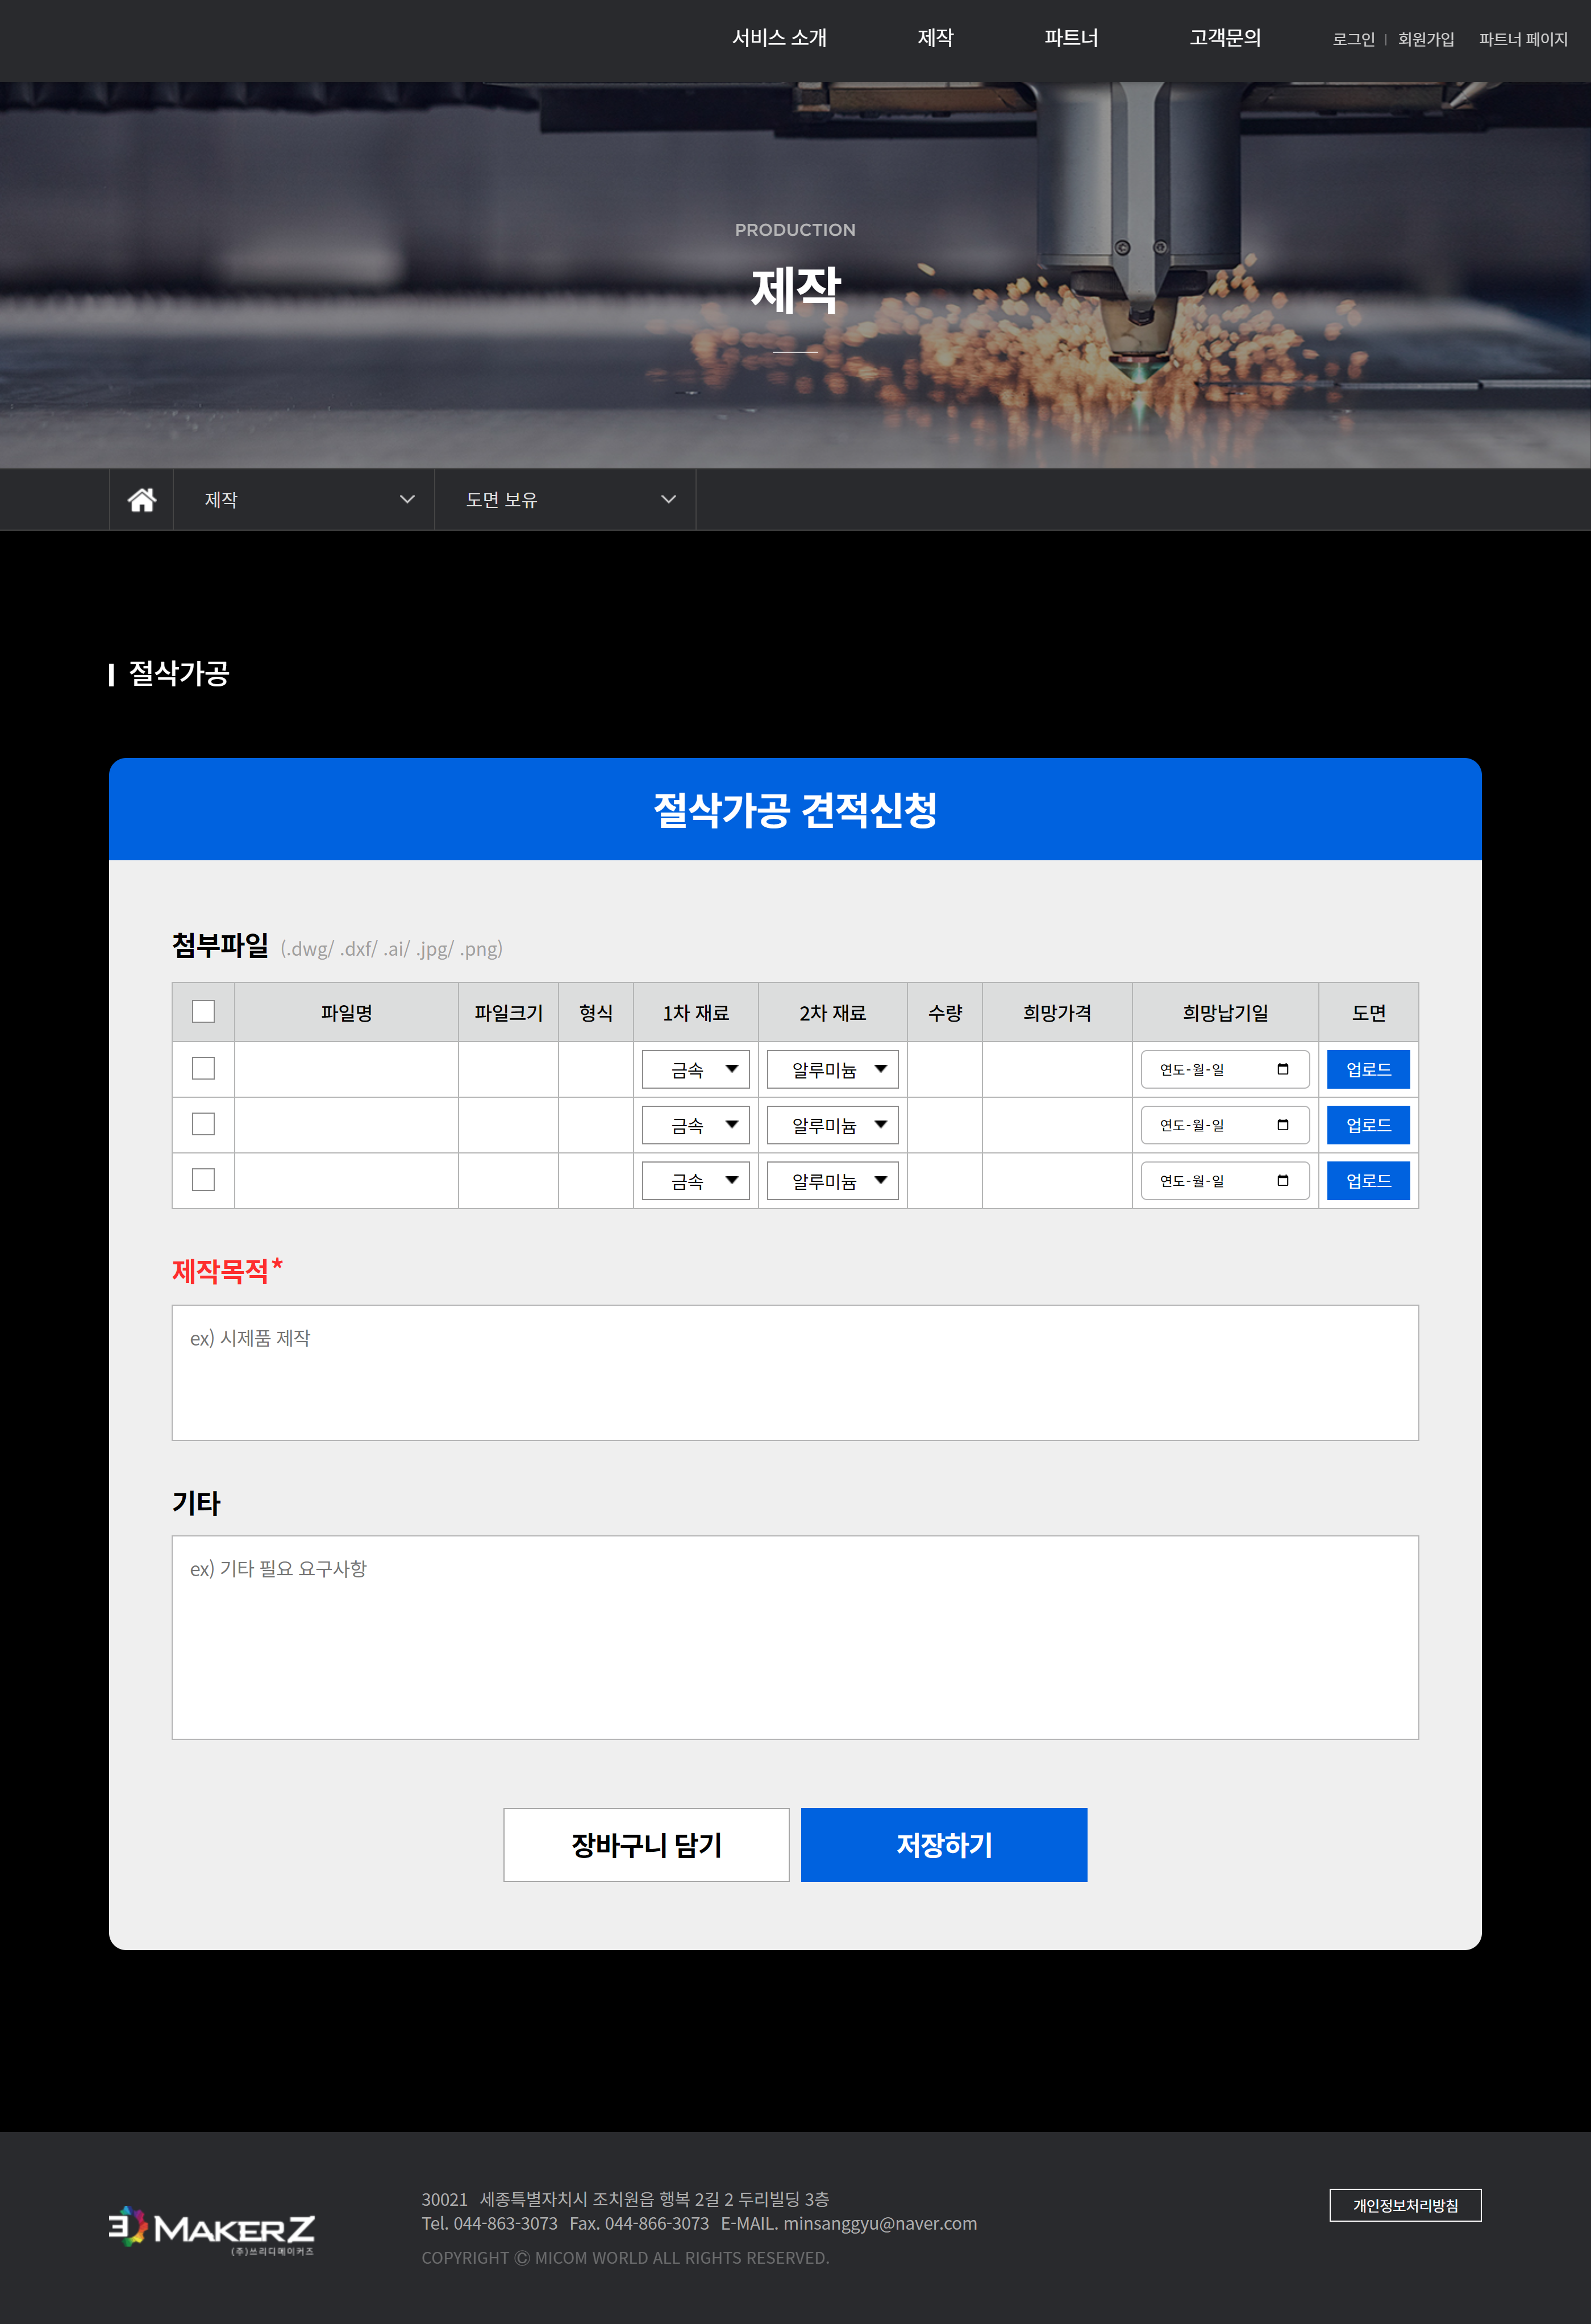 서비스 소개 제작 파트너 고객문의 로그인 | 회원가입 파트너 페이지
PRODUCTION
제작
제작 도면 보유
절삭가공
절삭가공 견적신청
첨부파일 (.dwg/ .dxf/ .ai/ .jpg/ .png)
파일명 파일크기 형식 1차 재료 2차 재료 수량 희망가격 희망납기일 도면
금속 알루미늄 연도-월-일 업로드
금속 알루미늄 연도-월-일 업로드
금속 알루미늄 연도-월-일 업로드
제작목적*
ex) 시제품 제작
기타
ex) 기타 필요 요구사항
장바구니 담기 저장하기
3D MAKERZ
(주)쓰리디메이커즈
30021 세종특별자치시 조치원읍 행복 2길 2 두리빌딩 3층
Tel. 044-863-3073 Fax. 044-866-3073 E-MAIL. minsanggyu@naver.com
COPYRIGHT ⓒ MICOM WORLD ALL RIGHTS RESERVED.
개인정보처리방침